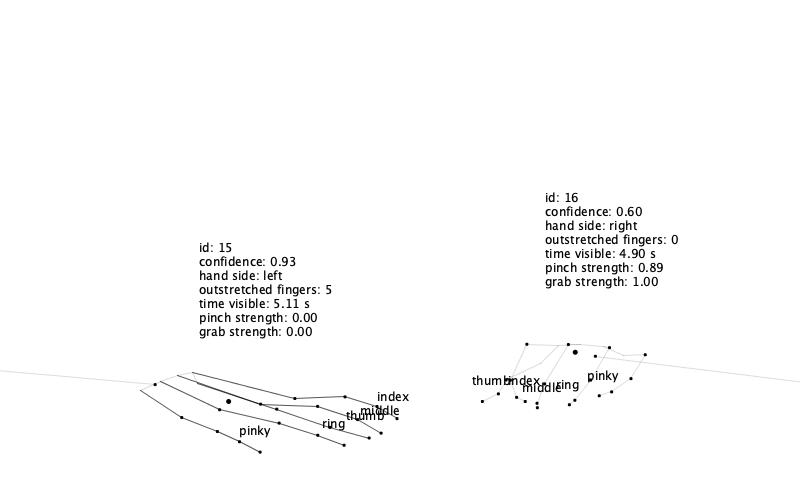 id: 15
confidence: 0.93
hand side: left
outstretched fingers: 5
time visible: 5.11 s
pinch strength: 0.00
grab strength: 0.00
id: 16
confidence: 0.60
hand side: right
outstretched fingers: 0
time visible: 4.90 s
pinch strength: 0.89
grab strength: 1.00
index
middle
thumb
ring
pinky
thumb
index
middle
ring
pinky